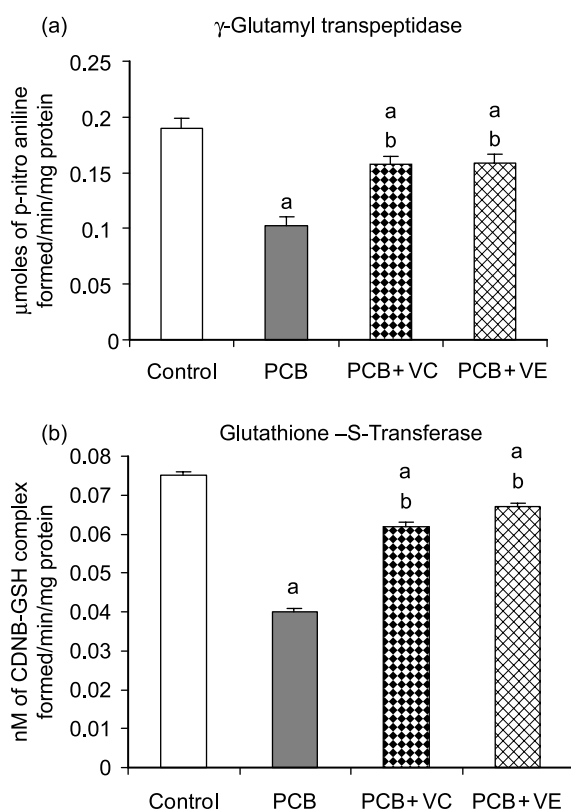 (a)
γ-Glutamyl transpeptidase
μmoles of p-nitro aniline
formed/min/mg protein
0.25
0.2
0.15
0.1
0.05
0
a
a
b
a
b
Control
PCB
PCB+VC
PCB+VE
(b)
Glutathione –S-Transferase
nM of CDNB-GSH complex
formed/min/mg protein
0.08
0.07
0.06
0.05
0.04
0.03
0.02
0.01
0
a
a
b
a
b
Control
PCB
PCB+VC
PCB+VE